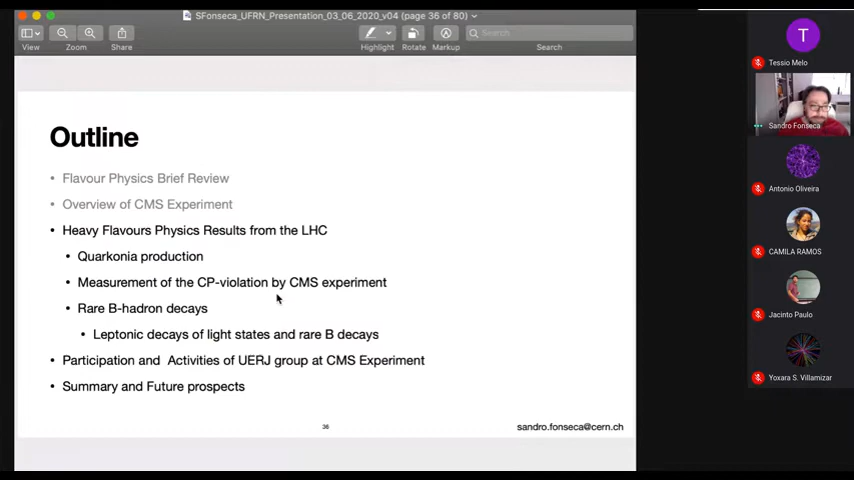 SFonseca_UFRN_Presentation_03_06_2020_v04 (page 36 of 80)
View
Zoom
Share
Highlight
Rotate
Markup
Search
Search
Outline
• Flavour Physics Brief Review
• Overview of CMS Experiment
• Heavy Flavours Physics Results from the LHC
• Quarkonia production
• Measurement of the CP-violation by CMS experiment
• Rare B-hadron decays
• Leptonic decays of light states and rare B decays
• Participation and Activities of UERJ group at CMS Experiment
• Summary and Future prospects
36
sandro.fonseca@cern.ch
T
Tessio Melo
Sandro Fonseca
Antonio Oliveira
CAMILA RAMOS
Jacinto Paulo
Yoxara S. Villamizar